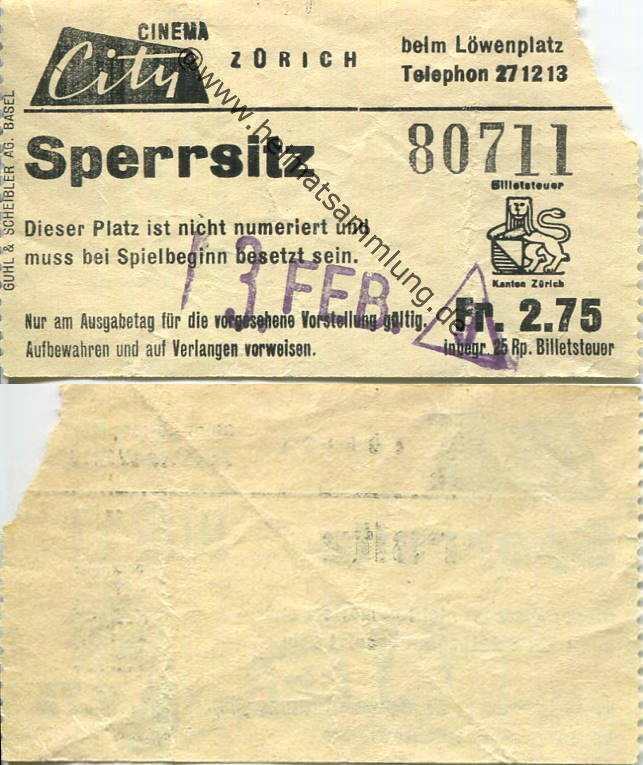 CINEMA
City
ZÜRICH
beim Löwenplatz
Telephon 27 12 13
GUHL & SCHEIBLER AG. BASEL
Sperrsitz
80711
Billetsteuer
Kanton Zürich
Dieser Platz ist nicht numeriert und
muss bei Spielbeginn besetzt sein.
13. FEB.
Nur am Ausgabetag für die vorgesehene Vorstellung gültig.
Aufbewahren und auf Verlangen vorweisen.
Fr. 2.75
inbegr. 25 Rp. Billetsteuer
©www.heimatsammlung.de